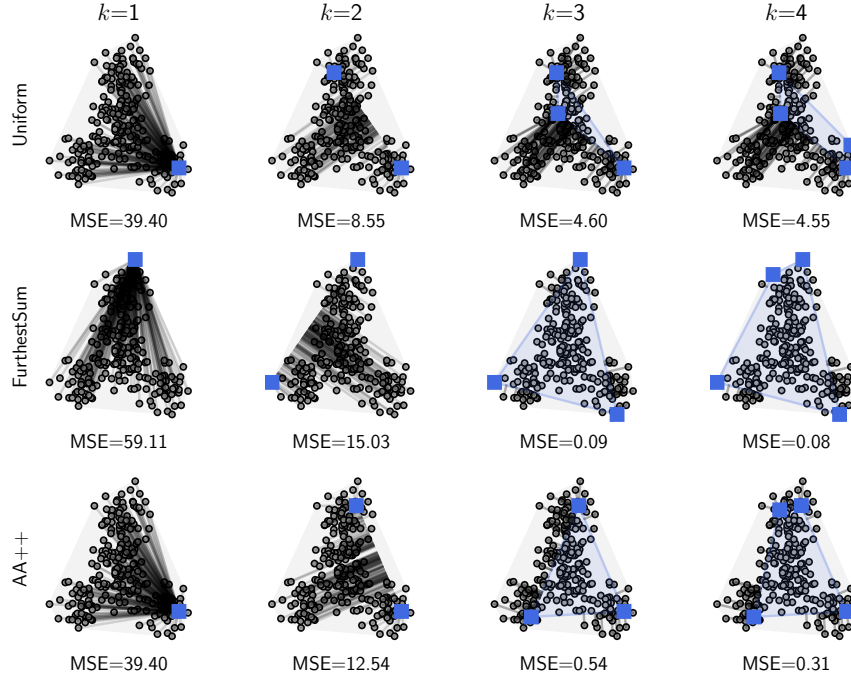 k=1 k=2 k=3 k=4
Uniform
MSE=39.40 MSE=8.55 MSE=4.60 MSE=4.55
FurthestSum
MSE=59.11 MSE=15.03 MSE=0.09 MSE=0.08
AA++
MSE=39.40 MSE=12.54 MSE=0.54 MSE=0.31